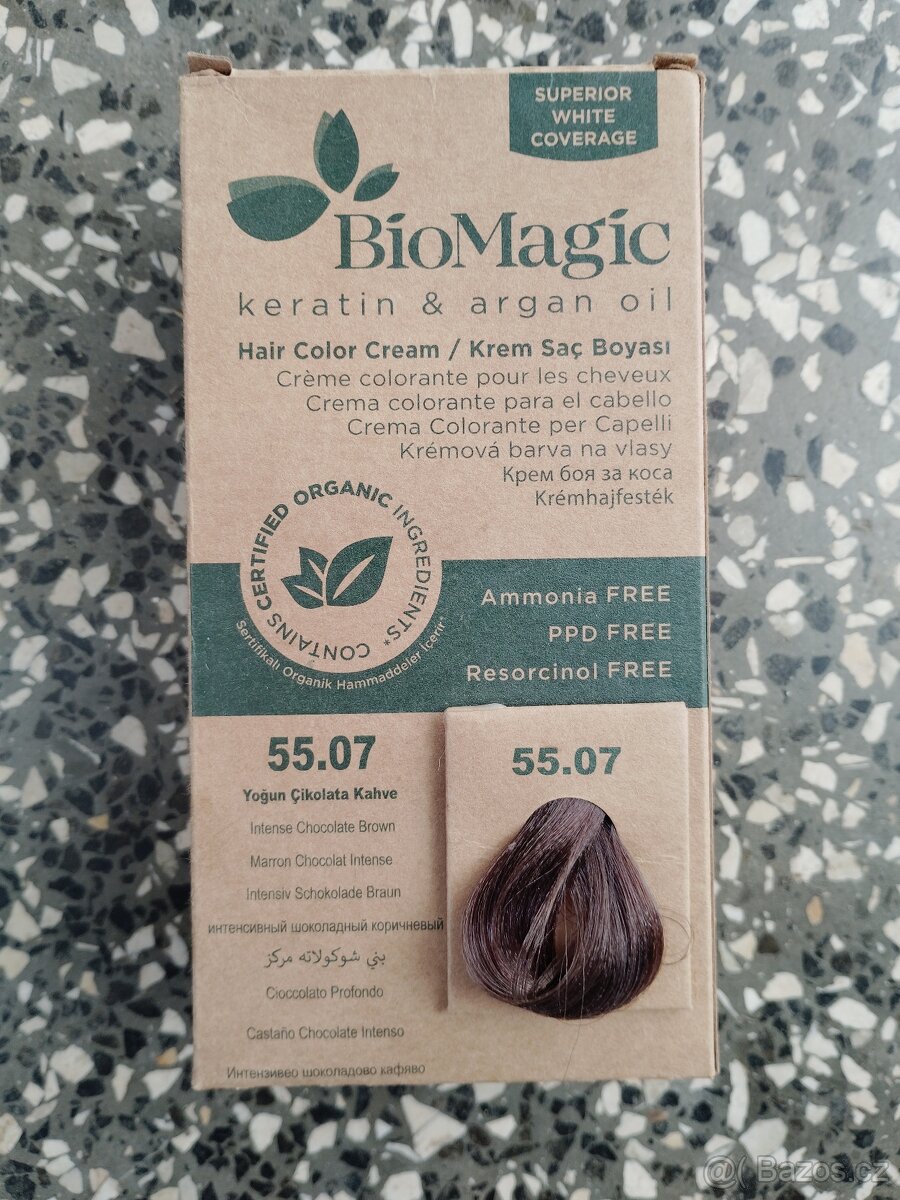 SUPERIOR
WHITE
COVERAGE
BioMagic
keratin & argan oil
Hair Color Cream / Krem Saç Boyası
Crème colorante pour les cheveux
Crema colorante para el cabello
Crema Colorante per Capelli
Krémová barva na vlasy
Крем боя за коса
Krémhajfesték
CONTAINS CERTIFIED ORGANIC INGREDIENTS*
Sertifikalı Organik Hammaddeler İçerir*
Ammonia FREE
PPD FREE
Resorcinol FREE
55.07
Yoğun Çikolata Kahve
Intense Chocolate Brown
Marron Chocolat Intense
Intensiv Schokolade Braun
интенсивный шоколадный коричневый
بني شوكولاته مركز
Cioccolato Profondo
Castaño Chocolate Intenso
Интензивео шоколадово кафяво
55.07
@( Bazos.cz